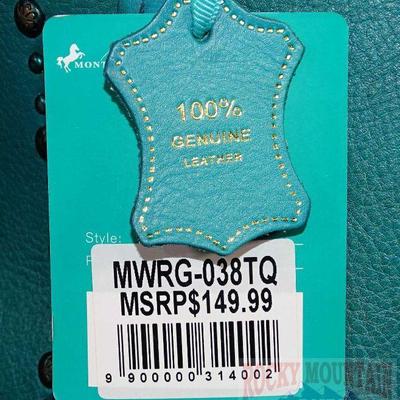 MONT
100%
GENUINE
LEATHER
Style:
MWRG-038TQ
MSRP$149.99
9 900000 314002
ROCKY MOUNTAIN